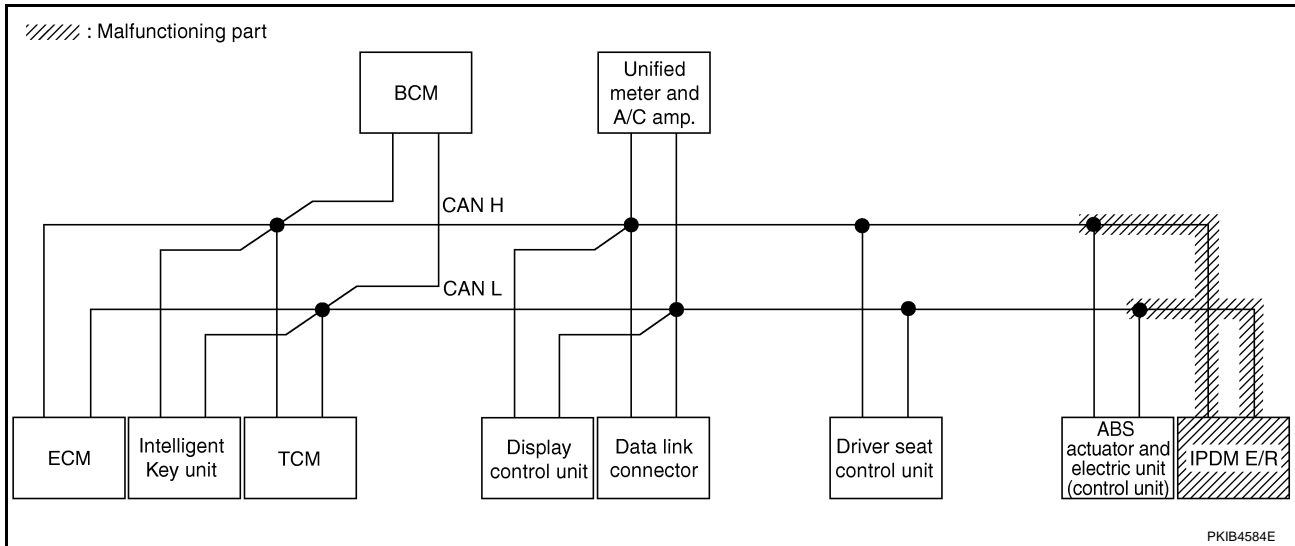 : Malfunctioning part
BCM
Unified
meter and
A/C amp.
CAN H
CAN L
ECM
Intelligent
Key unit
TCM
Display
control unit
Data link
connector
Driver seat
control unit
ABS
actuator and
electric unit
(control unit)
IPDM E/R
PKIB4584E